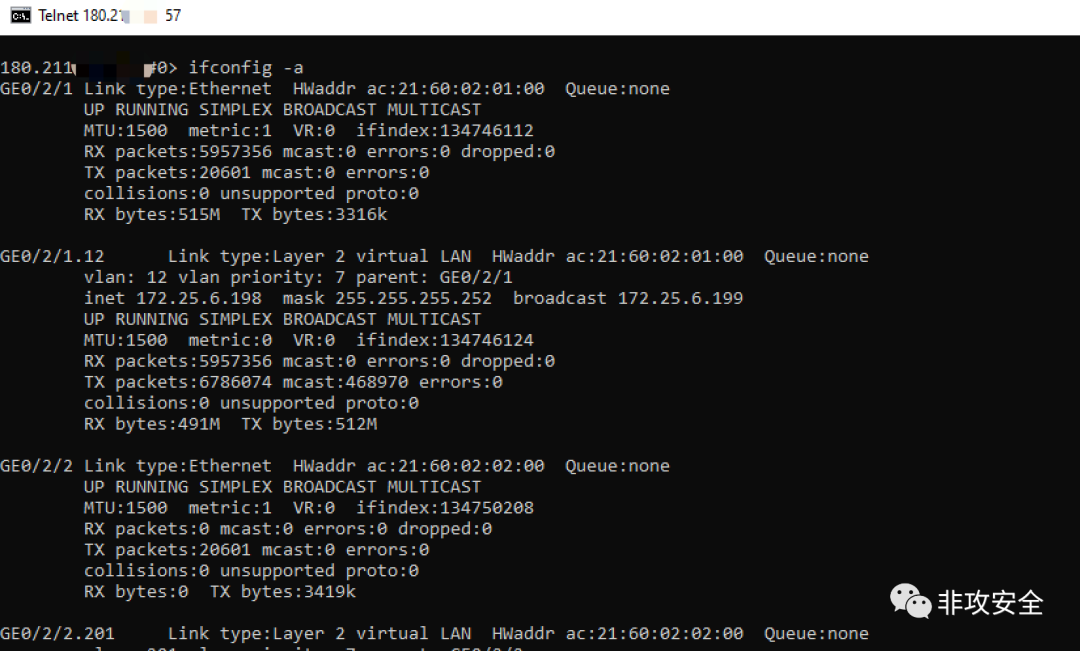 Telnet 180.21 57
180.211 #0> ifconfig -a
GE0/2/1 Link type:Ethernet  HWaddr ac:21:60:02:01:00  Queue:none
        UP RUNNING SIMPLEX BROADCAST MULTICAST
        MTU:1500  metric:1  VR:0  ifindex:134746112
        RX packets:5957356 mcast:0 errors:0 dropped:0
        TX packets:20601 mcast:0 errors:0
        collisions:0 unsupported proto:0
        RX bytes:515M  TX bytes:3316k
GE0/2/1.12      Link type:Layer 2 virtual LAN  HWaddr ac:21:60:02:01:00  Queue:none
        vlan: 12 vlan priority: 7 parent: GE0/2/1
        inet 172.25.6.198  mask 255.255.255.252  broadcast 172.25.6.199
        UP RUNNING SIMPLEX BROADCAST MULTICAST
        MTU:1500  metric:0  VR:0  ifindex:134746124
        RX packets:5957356 mcast:0 errors:0 dropped:0
        TX packets:6786074 mcast:468970 errors:0
        collisions:0 unsupported proto:0
        RX bytes:491M  TX bytes:512M
GE0/2/2 Link type:Ethernet  HWaddr ac:21:60:02:02:00  Queue:none
        UP RUNNING SIMPLEX BROADCAST MULTICAST
        MTU:1500  metric:1  VR:0  ifindex:134750208
        RX packets:0 mcast:0 errors:0 dropped:0
        TX packets:20601 mcast:0 errors:0
        collisions:0 unsupported proto:0
        RX bytes:0  TX bytes:3419k
非攻安全
GE0/2/2.201     Link type:Layer 2 virtual LAN  HWaddr ac:21:60:02:02:00  Queue:none